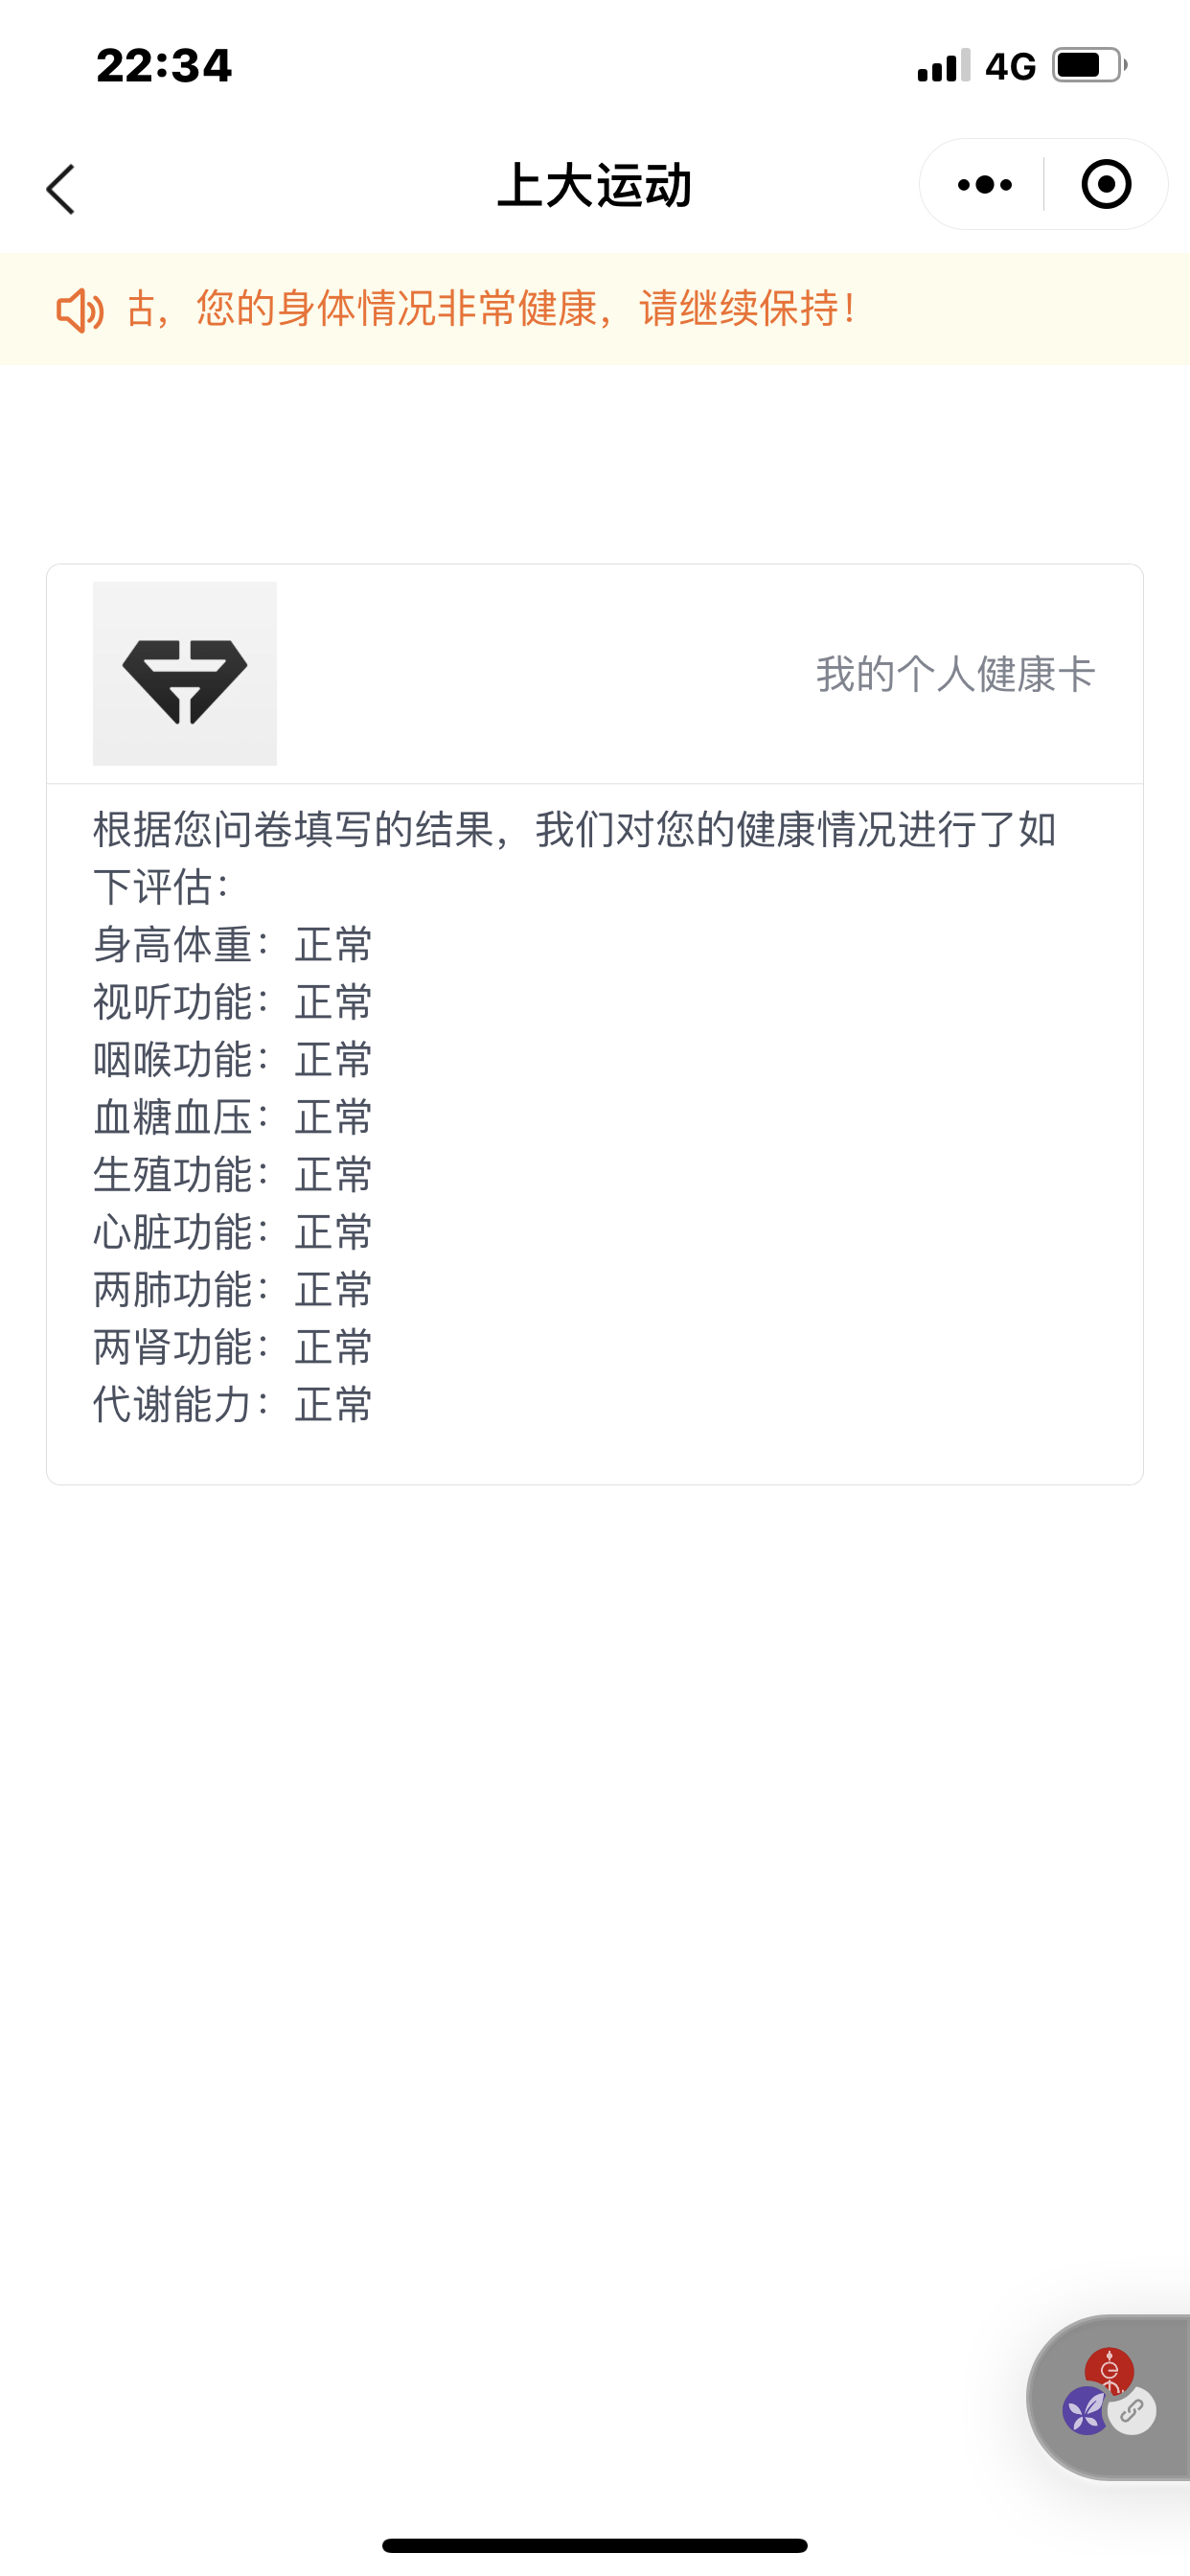 22:34
4G
上大运动
古，您的身体情况非常健康，请继续保持！
我的个人健康卡
根据您问卷填写的结果，我们对您的健康情况进行了如
下评估：
身高体重：正常
视听功能：正常
咽喉功能：正常
血糖血压：正常
生殖功能：正常
心脏功能：正常
两肺功能：正常
两肾功能：正常
代谢能力：正常